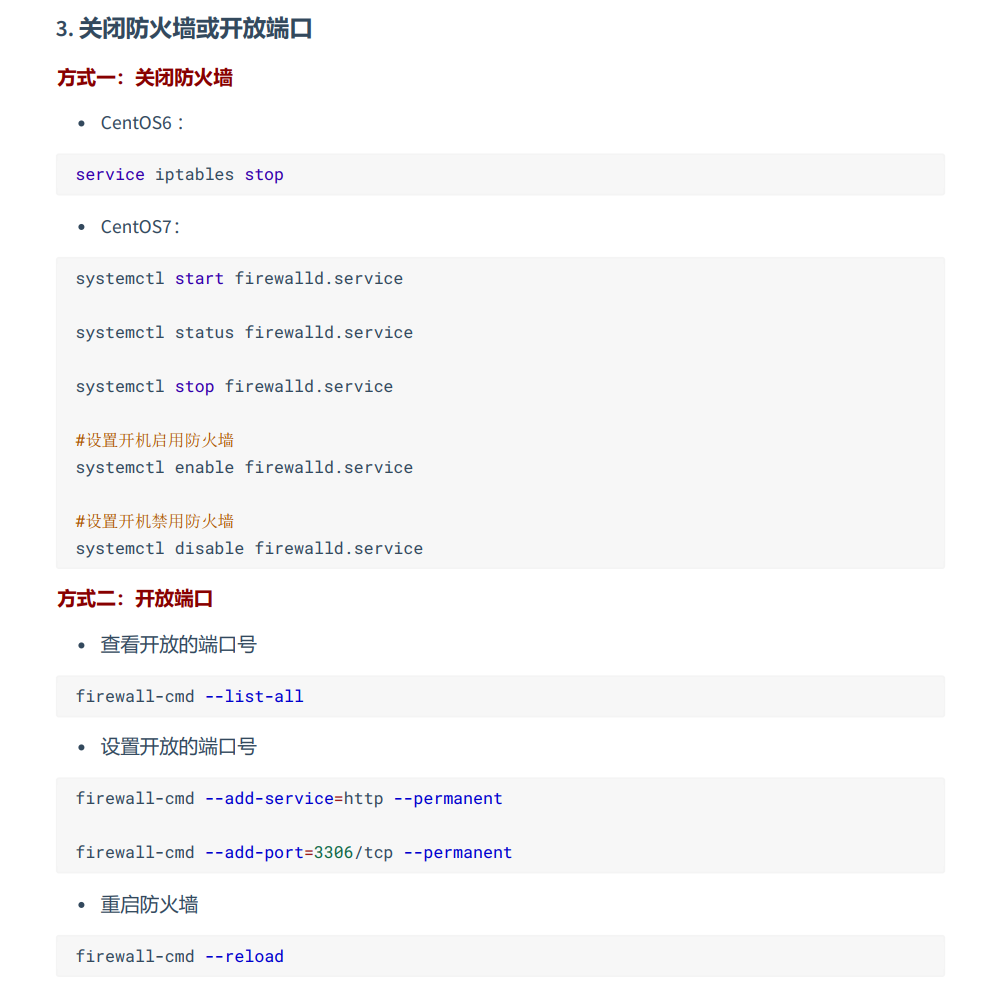 3. 关闭防火墙或开放端口
方式一：关闭防火墙
• CentOS6 ：
service iptables stop
• CentOS7：
systemctl start firewalld.service
systemctl status firewalld.service
systemctl stop firewalld.service
#设置开机启用防火墙
systemctl enable firewalld.service
#设置开机禁用防火墙
systemctl disable firewalld.service
方式二：开放端口
• 查看开放的端口号
firewall-cmd --list-all
• 设置开放的端口号
firewall-cmd --add-service=http --permanent
firewall-cmd --add-port=3306/tcp --permanent
• 重启防火墙
firewall-cmd --reload